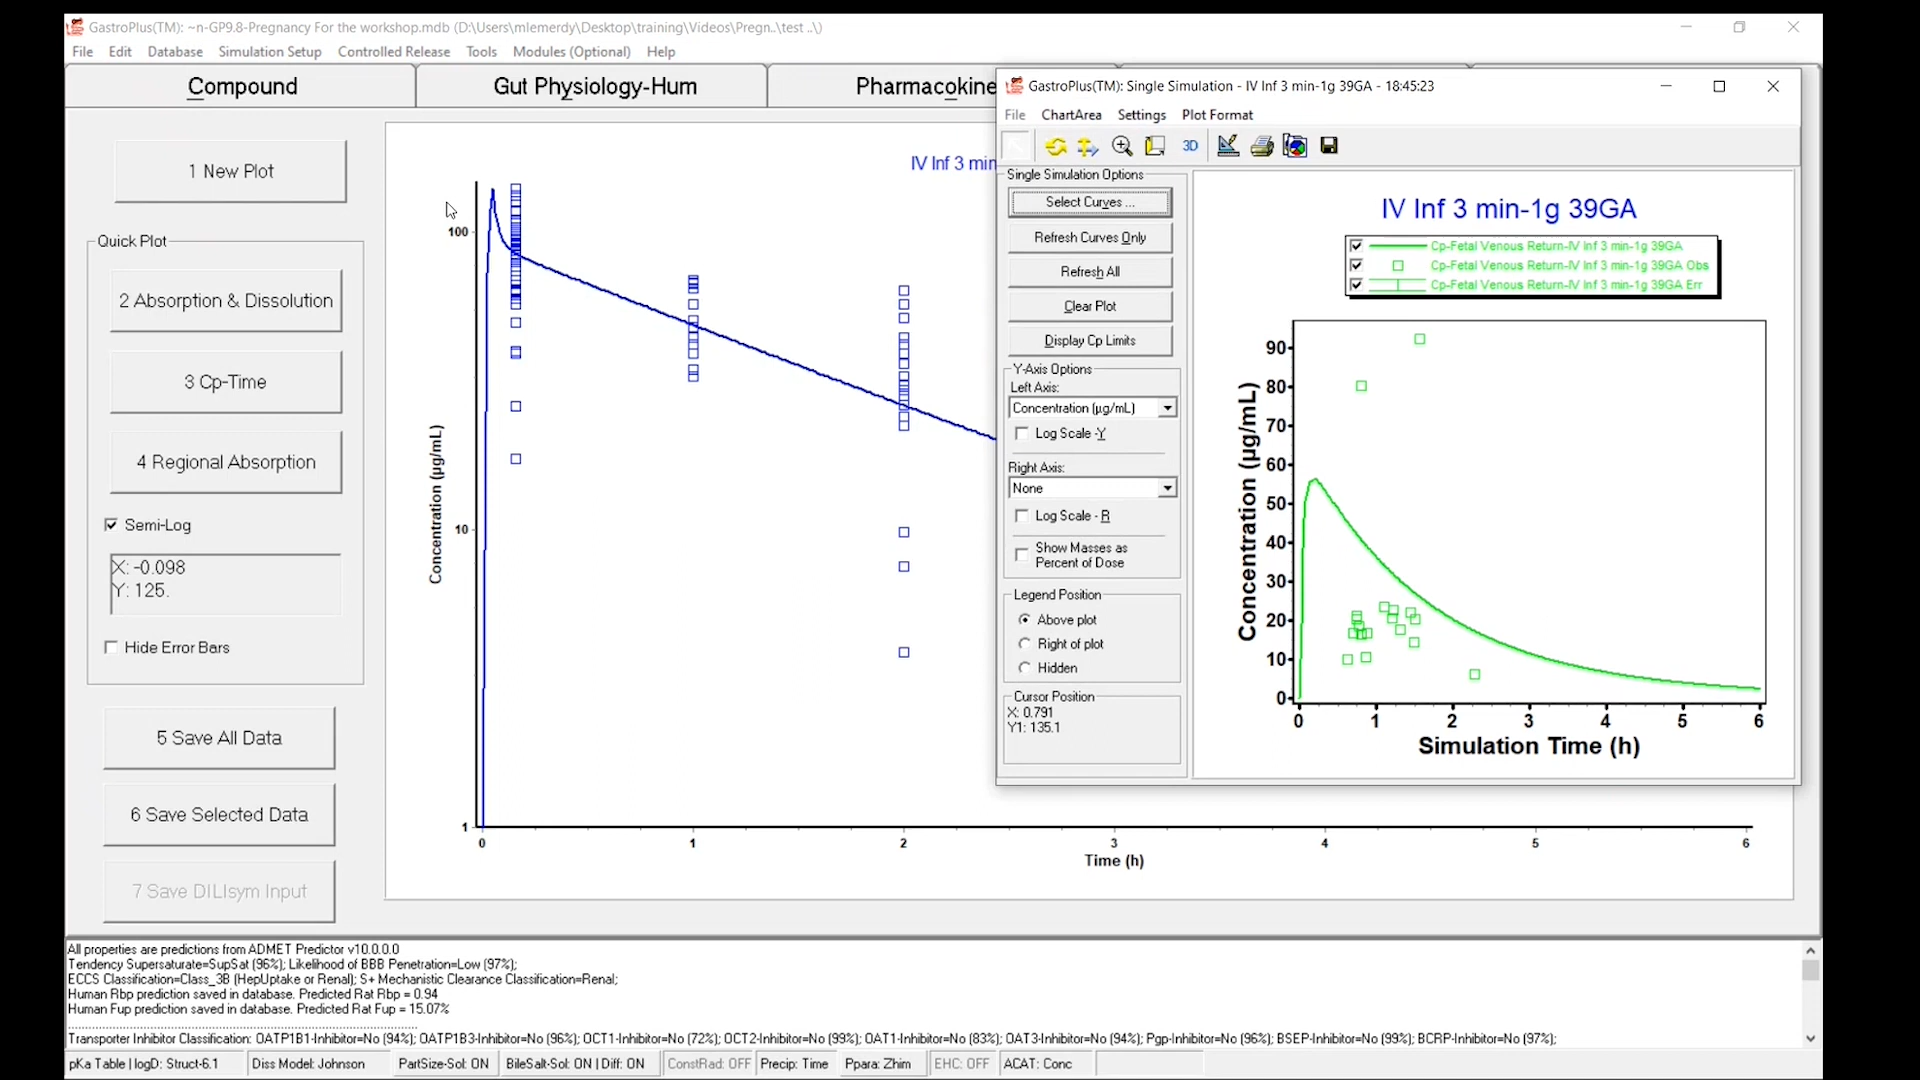 GastroPlus(TM): ~n-GP9.8-Pregnancy For the workshop.mdb (D:\Users\mlemerdy\Desktop\training\Videos\Pregn..\test ..\)
File Edit Database Simulation Setup Controlled Release Tools Modules (Optional) Help
Compound Gut Physiology-Hum Pharmacokine
1 New Plot
Quick Plot
2 Absorption & Dissolution
3 Cp-Time
4 Regional Absorption
Semi-Log
X: -0.098
Y: 125.
Hide Error Bars
5 Save All Data
6 Save Selected Data
7 Save DILIsym Input
IV Inf 3 min
Concentration (µg/mL)
100
10
1
0 1 2 3 4 5 6
Time (h)
GastroPlus(TM): Single Simulation - IV Inf 3 min-1g 39GA - 18:45:23
File ChartArea Settings Plot Format
3D
Single Simulation Options
Select Curves ...
Refresh Curves Only
Refresh All
Clear Plot
Display Cp Limits
Y-Axis Options
Left Axis:
Concentration (µg/mL)
Log Scale -Y
Right Axis:
None
Log Scale - R
Show Masses as
Percent of Dose
Legend Position
Above plot
Right of plot
Hidden
Cursor Position
X: 0.791
Y1: 135.1
IV Inf 3 min-1g 39GA
Cp-Fetal Venous Return-IV Inf 3 min-1g 39GA
Cp-Fetal Venous Return-IV Inf 3 min-1g 39GA Obs
Cp-Fetal Venous Return-IV Inf 3 min-1g 39GA Err
Concentration (µg/mL)
90
80
70
60
50
40
30
20
10
0
0 1 2 3 4 5 6
Simulation Time (h)
All properties are predictions from ADMET Predictor v10.0.0.0
Tendency Supersaturate=SupSat (96%); Likelihood of BBB Penetration=Low (97%);
ECCS Classification=Class_3B (HepUptake or Renal); S+ Mechanistic Clearance Classification=Renal;
Human Rbp prediction saved in database. Predicted Rat Rbp = 0.94
Human Fup prediction saved in database. Predicted Rat Fup = 15.07%
Transporter Inhibitor Classification: OATP1B1-Inhibitor=No (94%); OATP1B3-Inhibitor=No (96%); OCT1-Inhibitor=No (72%); OCT2-Inhibitor=No (99%); OAT1-Inhibitor=No (83%); OAT3-Inhibitor=No (94%); Pgp-Inhibitor=No (96%); BSEP-Inhibitor=No (99%); BCRP-Inhibitor=No (97%);
pKa Table | logD: Struct-6.1 Diss Model: Johnson PartSize-Sol: ON BileSalt-Sol: ON | Diff: ON ConstRad: OFF Precip: Time Ppara: Zhim EHC: OFF ACAT: Conc